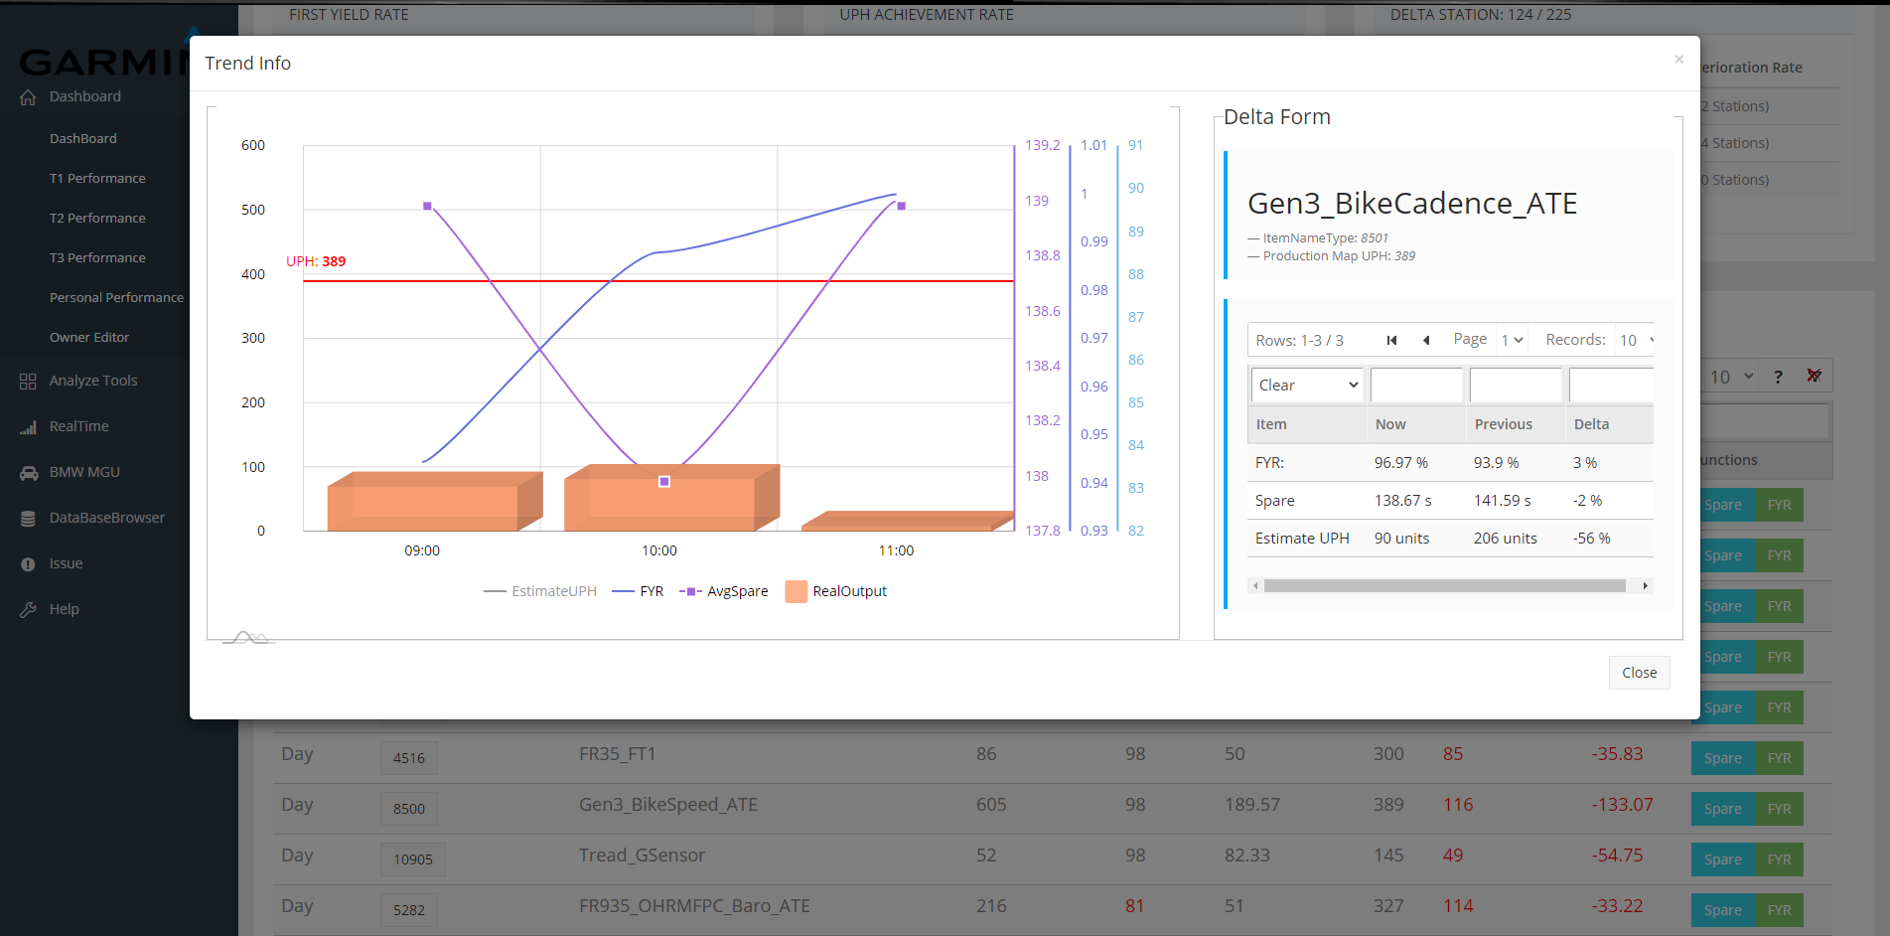 FIRST YIELD RATE
UPH ACHIEVEMENT RATE
DELTA STATION: 124 / 225
GARMIN
Trend Info
×
erioration Rate
2 Stations)
4 Stations)
0 Stations)
Dashboard
DashBoard
T1 Performance
T2 Performance
T3 Performance
Personal Performance
Owner Editor
Analyze Tools
RealTime
BMW MGU
DataBaseBrowser
Issue
Help
600
500
400
300
200
100
0
UPH: 389
139.2
139
138.8
138.6
138.4
138.2
138
137.8
1.01
1
0.99
0.98
0.97
0.96
0.95
0.94
0.93
91
90
89
88
87
86
85
84
83
82
09:00
10:00
11:00
EstimateUPH
FYR
AvgSpare
RealOutput
Delta Form
Gen3_BikeCadence_ATE
— ItemNameType: 8501
— Production Map UPH: 389
Rows: 1-3 / 3 Page 1 Records: 10
Clear
Item Now Previous Delta
FYR: 96.97 % 93.9 % 3 %
Spare 138.67 s 141.59 s -2 %
Estimate UPH 90 units 206 units -56 %
Close
10 ?
unctions
Spare FYR
Spare FYR
Spare FYR
Spare FYR
Spare FYR
Day 4516 FR35_FT1 86 98 50 300 85 -35.83 Spare FYR
Day 8500 Gen3_BikeSpeed_ATE 605 98 189.57 389 116 -133.07 Spare FYR
Day 10905 Tread_GSensor 52 98 82.33 145 49 -54.75 Spare FYR
Day 5282 FR935_OHRMFPC_Baro_ATE 216 81 51 327 114 -33.22 Spare FYR